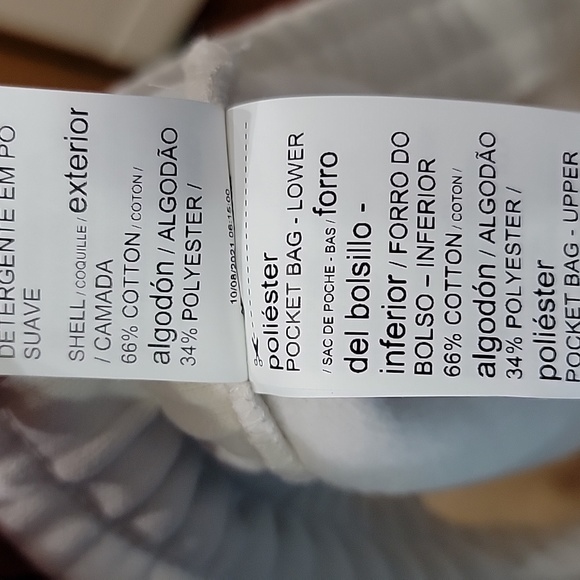 DETERGENTE EM PÓ
SUAVE
SHELL / COQUILLE / exterior
/ CAMADA
66% COTTON / COTON /
algodón / ALGODÃO
34% POLYESTER /
10/08/2021 06:15:00
poliéster
POCKET BAG - LOWER
/ SAC DE POCHE - BAS / forro
del bolsillo -
inferior / FORRO DO
BOLSO – INFERIOR
66% COTTON / COTON /
algodón / ALGODÃO
34% POLYESTER /
poliéster
POCKET BAG - UPPER